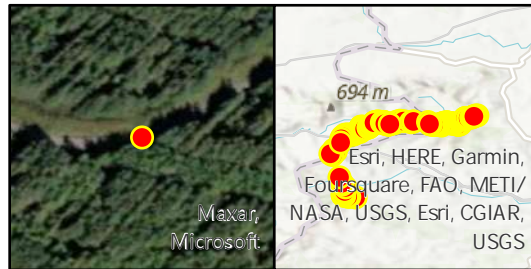 Maxar,
Microsoft
694 m
Esri, HERE, Garmin,
Foursquare, FAO, METI/
NASA, USGS, Esri, CGIAR,
USGS